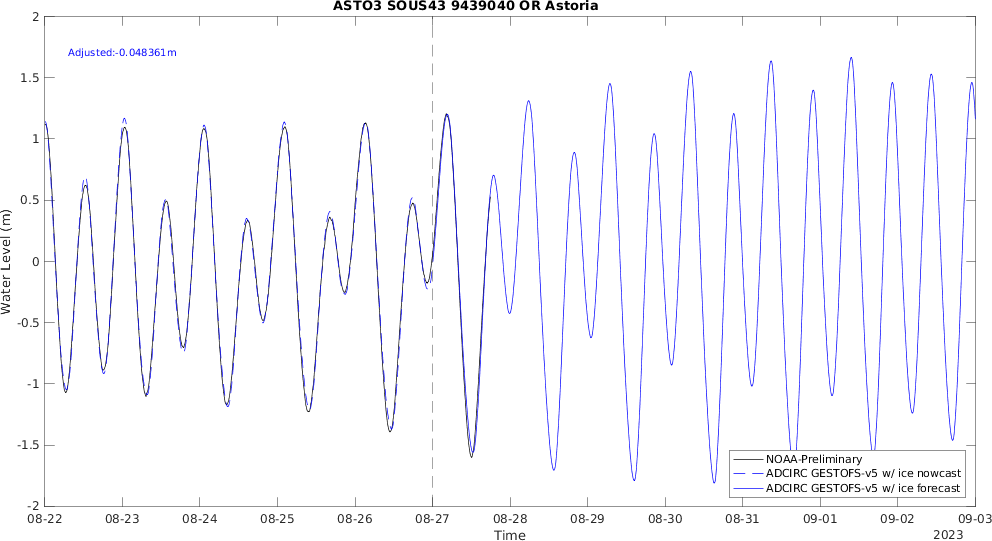 ASTO3 SOUS43 9439040 OR Astoria
Adjusted:-0.048361m
2
1.5
1
0.5
0
-0.5
-1
-1.5
-2
Water Level (m)
NOAA-Preliminary
ADCIRC GESTOFS-v5 w/ ice nowcast
ADCIRC GESTOFS-v5 w/ ice forecast
08-22 08-23 08-24 08-25 08-26 08-27 08-28 08-29 08-30 08-31 09-01 09-02 09-03
Time
2023